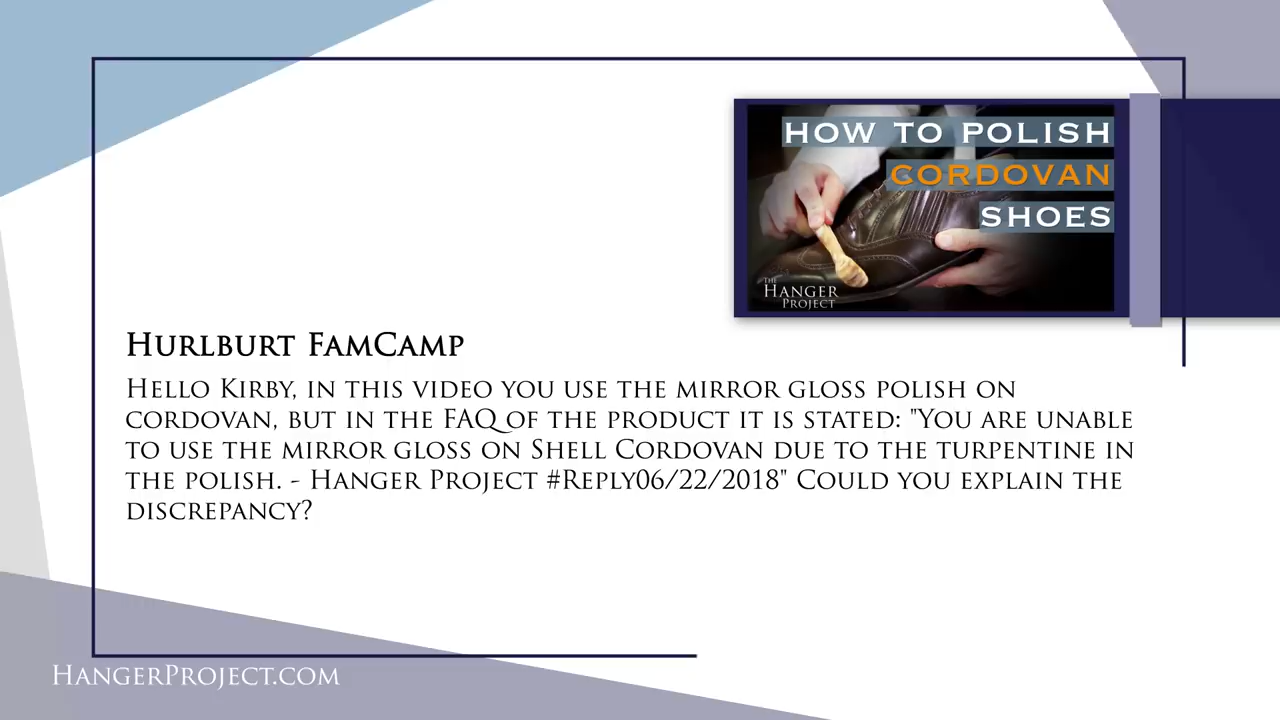 HOW TO POLISH
CORDOVAN
SHOES
THE
HANGER
PROJECT
HURLBURT FAMCAMP
HELLO KIRBY, IN THIS VIDEO YOU USE THE MIRROR GLOSS POLISH ON
CORDOVAN, BUT IN THE FAQ OF THE PRODUCT IT IS STATED: "YOU ARE UNABLE
TO USE THE MIRROR GLOSS ON SHELL CORDOVAN DUE TO THE TURPENTINE IN
THE POLISH. - HANGER PROJECT #REPLY06/22/2018" COULD YOU EXPLAIN THE
DISCREPANCY?
HANGERPROJECT.COM